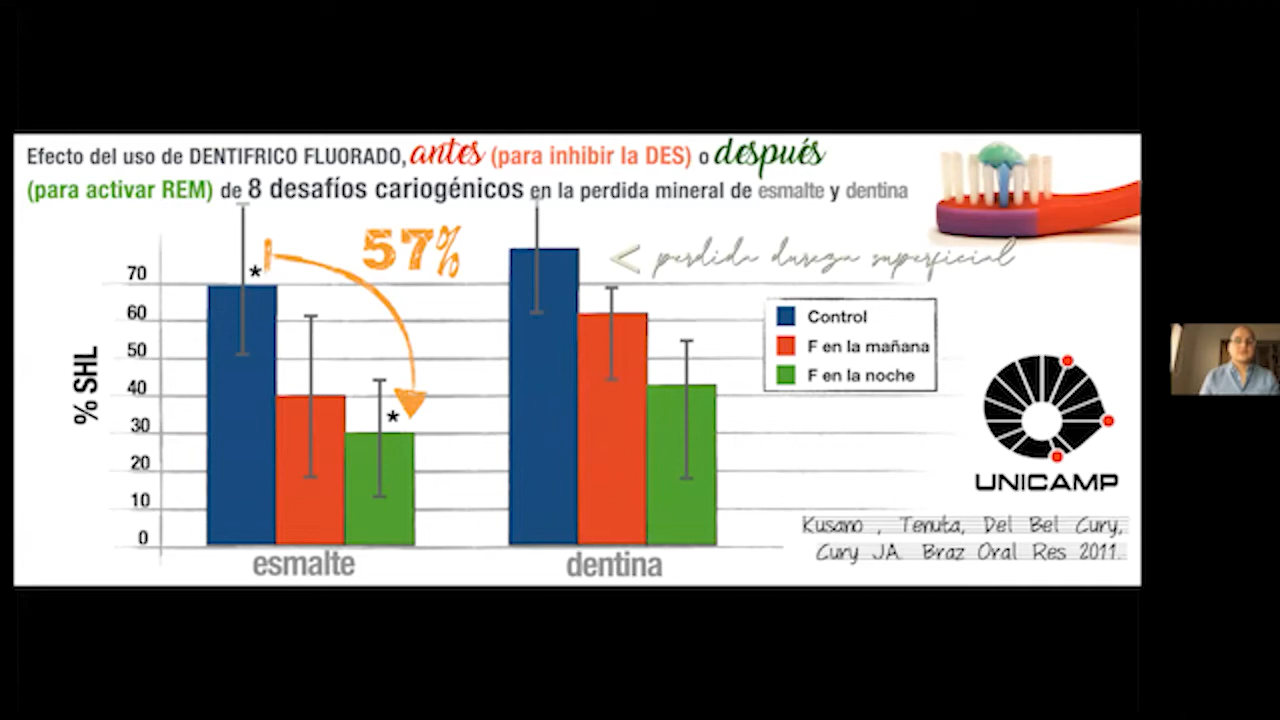 Efecto del uso de DENTIFRICO FLUORADO, antes (para inhibir la DES) o después
(para activar REM) de 8 desafíos cariogénicos en la perdida mineral de esmalte y dentina
57%
< perdida dureza superficial
70
60
50
40
30
20
10
0
% SHL
*
*
Control
F en la mañana
F en la noche
esmalte
dentina
UNICAMP
Kusano , Tenuta, Del Bel Cury,
Cury JA. Braz Oral Res 2011.